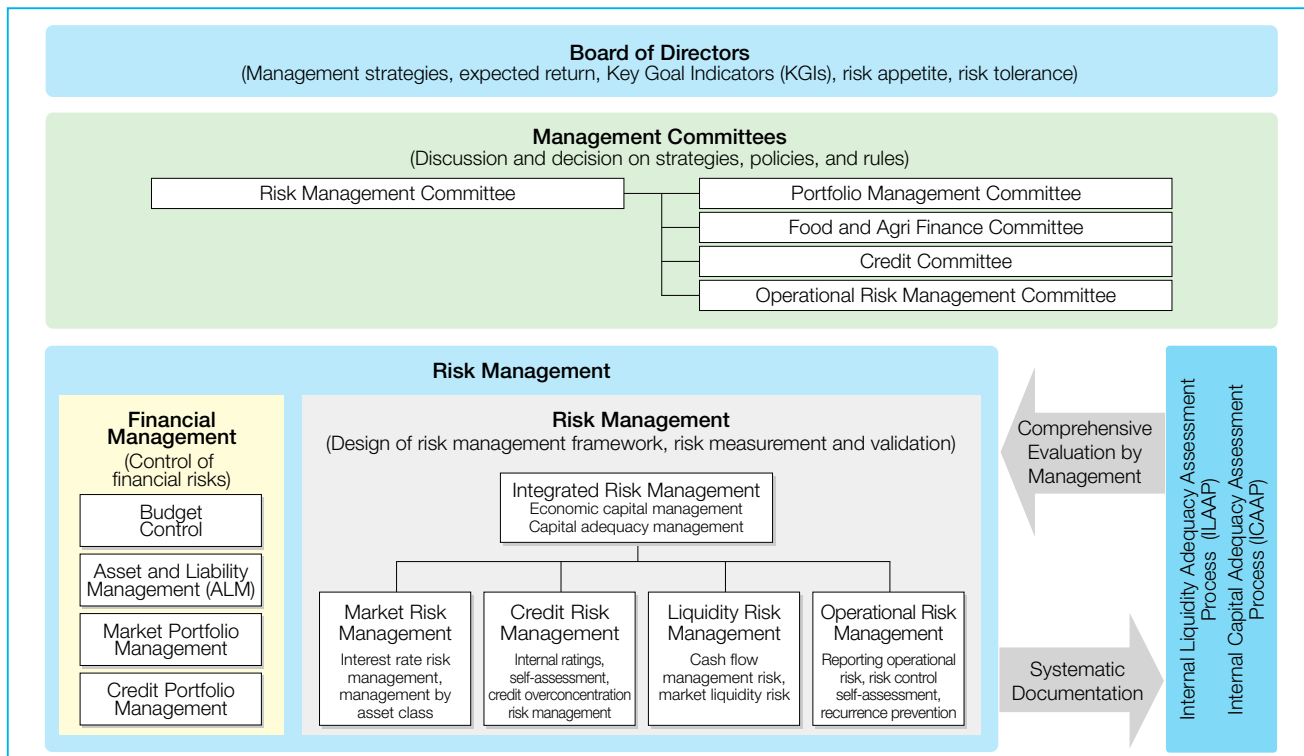 Board of Directors
(Management strategies, expected return, Key Goal Indicators (KGIs), risk appetite, risk tolerance)
Management Committees
(Discussion and decision on strategies, policies, and rules)
Risk Management Committee
Portfolio Management Committee
Food and Agri Finance Committee
Credit Committee
Operational Risk Management Committee
Risk Management
Financial
Management
(Control of
financial risks)
Budget
Control
Asset and Liability
Management (ALM)
Market Portfolio
Management
Credit Portfolio
Management
Risk Management
(Design of risk management framework, risk measurement and validation)
Integrated Risk Management
Economic capital management
Capital adequacy management
Market Risk
Management
Interest rate risk
management,
management by
asset class
Credit Risk
Management
Internal ratings,
self-assessment,
credit overconcentration
risk management
Liquidity Risk
Management
Cash flow
management risk,
market liquidity risk
Operational Risk
Management
Reporting operational
risk, risk control
self-assessment,
recurrence prevention
Comprehensive
Evaluation by
Management
Systematic
Documentation
Internal Liquidity Adequacy Assessment
Process (ILAAP)
Internal Capital Adequacy Assessment
Process (ICAAP)